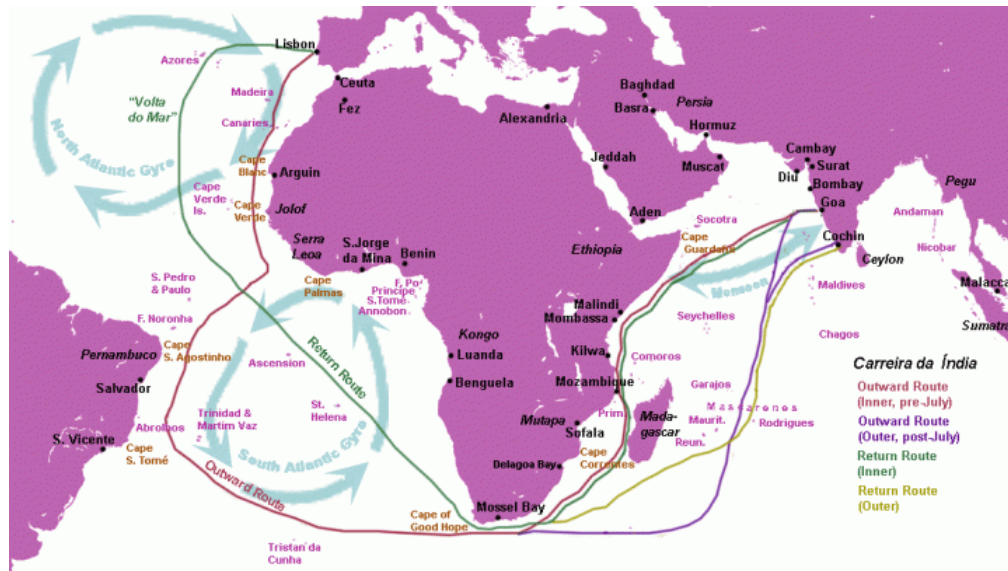 Lisbon
Azores
Ceuta
Fez
Madeira
"Volta
do Mar"
Canaries
North Atlantic Gyre
Cape
Blanc
Arguin
Cape
Verde
Is.
Cape
Verde
Jolof
Serra
Leoa
S.Jorge
da Mina
Benin
Cape
Palmas
F. Po
Principe
S.Tomé
Annobon
S. Pedro
& Paulo
F. Noronha
Cape
S. Agostinho
Pernambuco
Salvador
Ascension
Return Route
Kongo
Luanda
Benguela
Abrolaos
Trinidad &
Martim Vaz
St.
Helena
South Atlantic Gyre
S. Vicente
Cape
S. Tomé
Outward Route
Cape of
Good Hope
Mossel Bay
Tristan da
Cunha
Alexandria
Baghdad
Basra
Persia
Hormuz
Muscat
Jeddah
Aden
Ethiopia
Socotra
Cape
Guardafui
Cambay
Surat
Diu
Bombay
Goa
Cochin
Ceylon
Pegu
Andaman
Nicobar
Malacca
Sumatra
Maldives
Monsoon
Seychelles
Chagos
Malindi
Mombassa
Kilwa
Comoros
Mozambique
Prim.
Mada-
gascar
Garajos
Mascarenes
Maurit.
Rodrigues
Reun.
Mutapa
Sofala
Cape
Correntes
Delagoa Bay
Carreira da Índia
Outward Route
(Inner, pre-July)
Outward Route
(Outer, post-July)
Return Route
(Inner)
Return Route
(Outer)